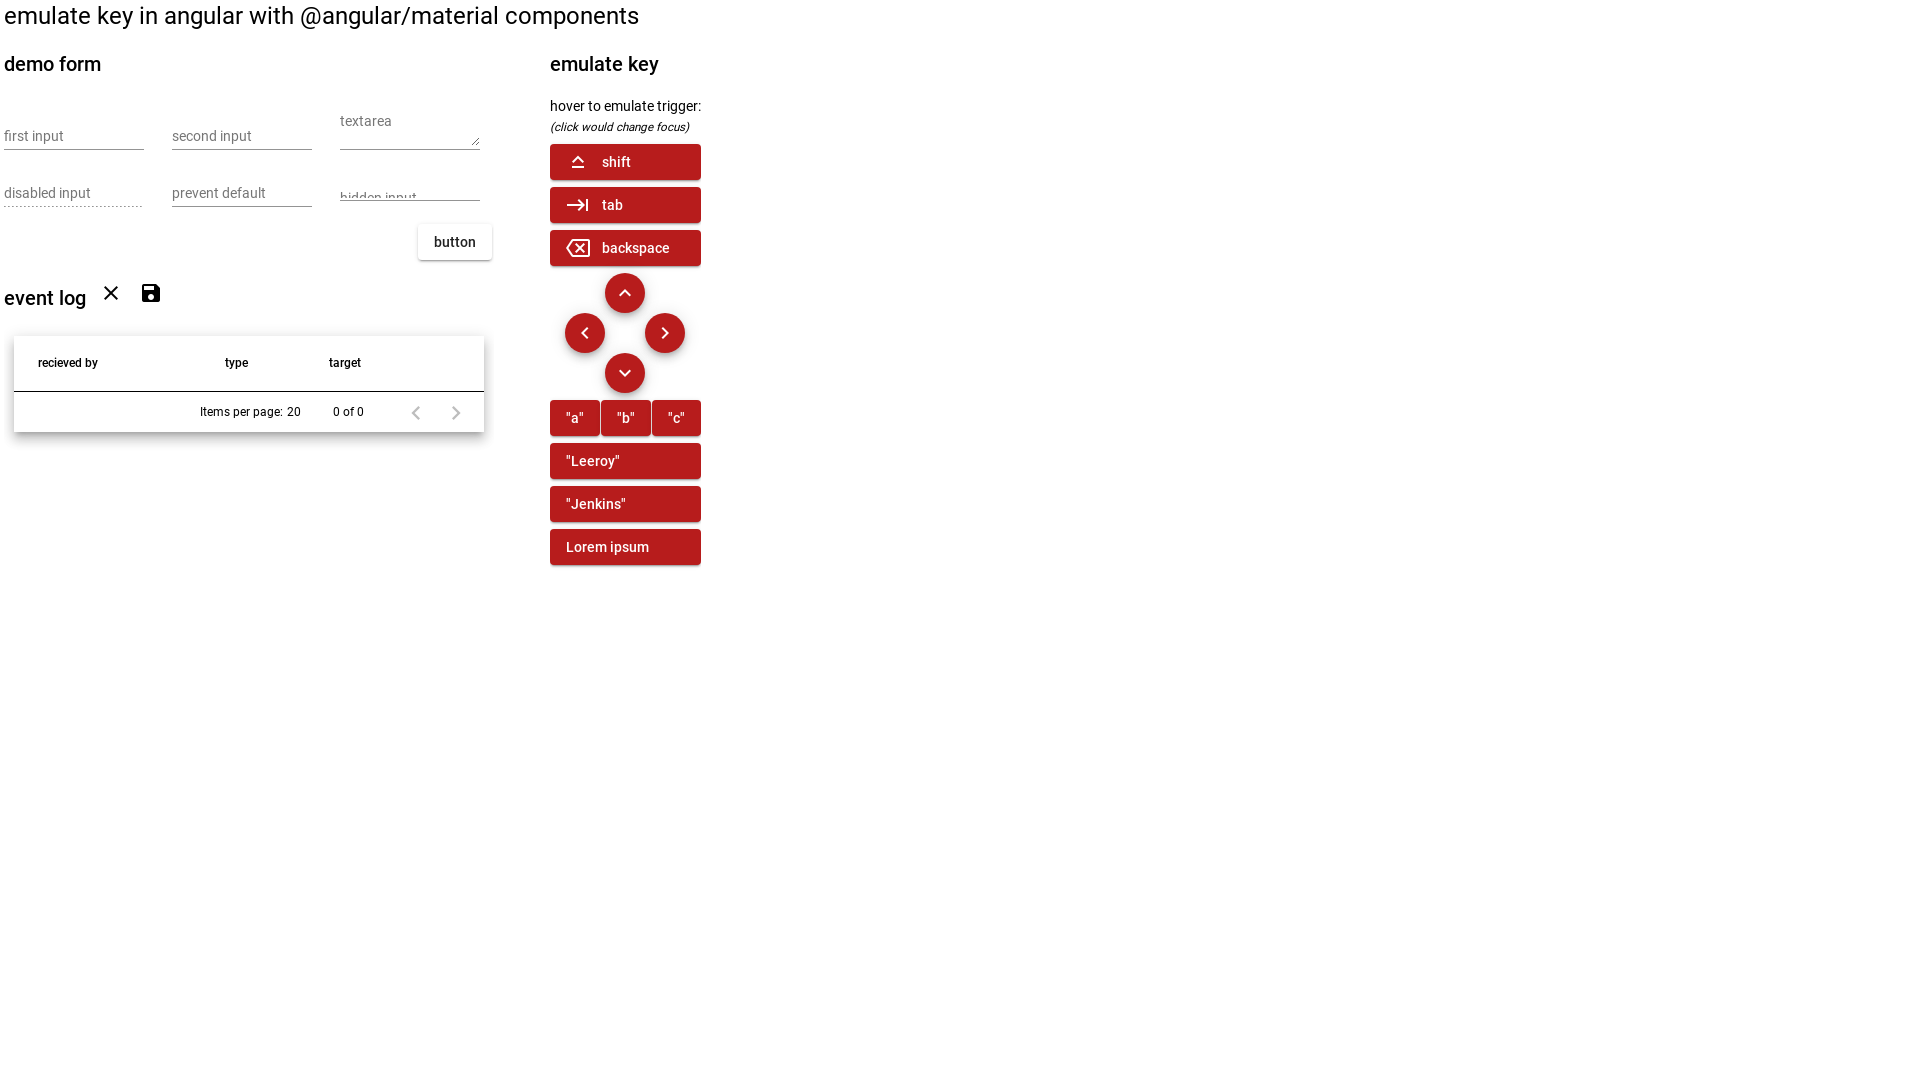 emulate key in angular with @angular/material components
demo form
first input
second input
textarea
disabled input
prevent default
hidden input
button
event log
recieved by
type
target
Items per page: 20
0 of 0
emulate key
hover to emulate trigger:
(click would change focus)
shift
tab
backspace
"a"
"b"
"c"
"Leeroy"
"Jenkins"
Lorem ipsum